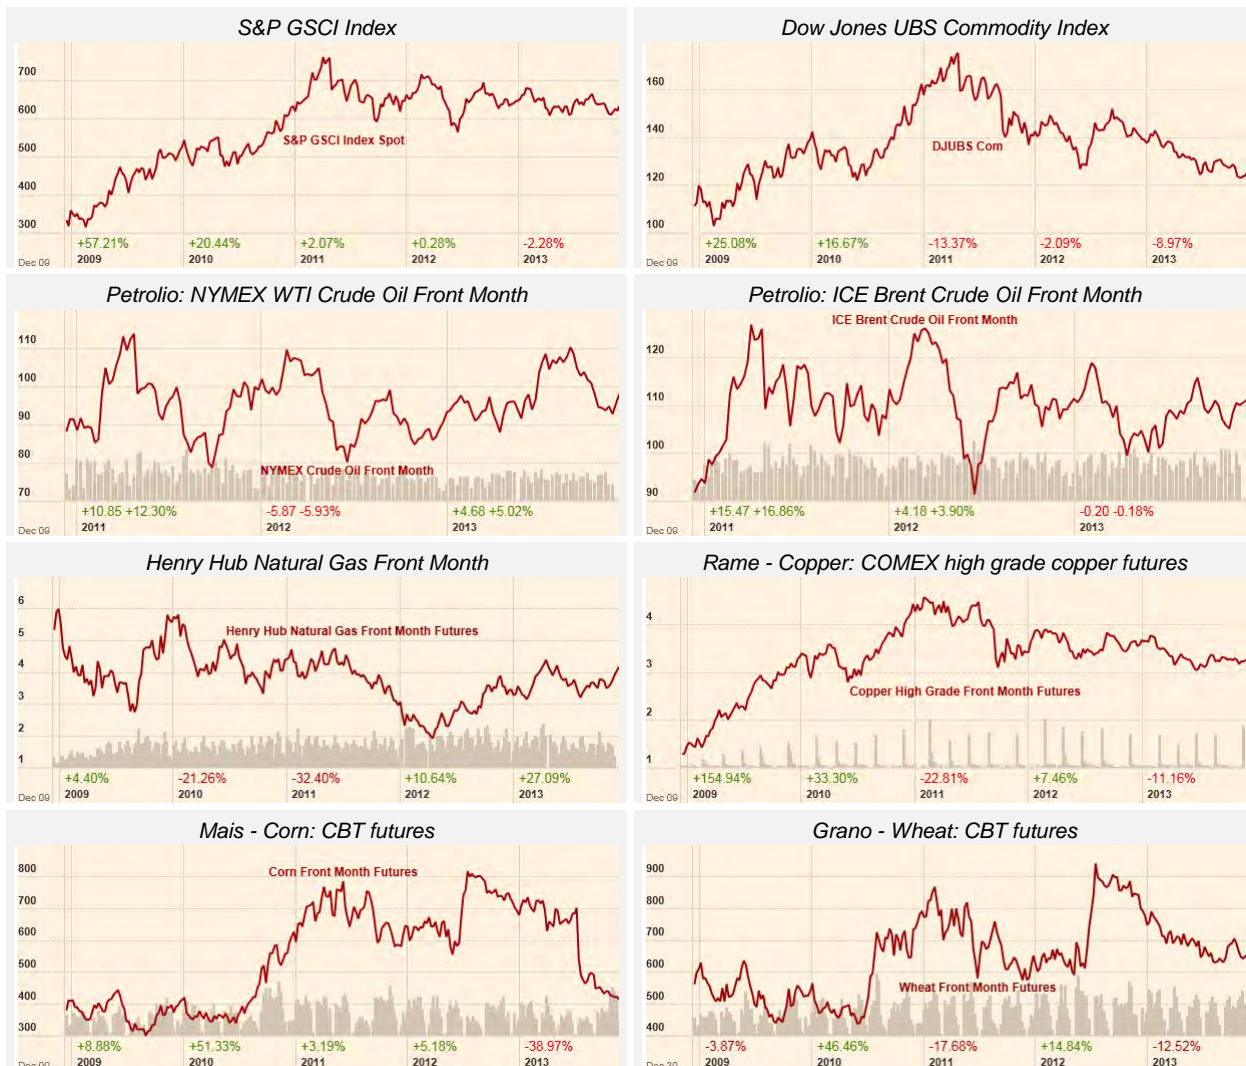 S&P GSCI Index
700
600
500
400
300
S&P GSCI Index Spot
+57.21% +20.44% +2.07% +0.28% -2.28%
Dec 09 2009 2010 2011 2012 2013
Dow Jones UBS Commodity Index
160
140
120
100
DJUBS Com
+25.08% +16.67% -13.37% -2.09% -8.97%
Dec 09 2009 2010 2011 2012 2013
Petrolio: NYMEX WTI Crude Oil Front Month
110
100
90
80
70
NYMEX Crude Oil Front Month
+10.85 +12.30% -5.87 -5.93% +4.68 +5.02%
Dec 09 2011 2012 2013
Petrolio: ICE Brent Crude Oil Front Month
ICE Brent Crude Oil Front Month
120
110
100
90
+15.47 +16.86% +4.18 +3.90% -0.20 -0.18%
Dec 09 2011 2012 2013
Henry Hub Natural Gas Front Month
6
5
4
3
2
1
Henry Hub Natural Gas Front Month Futures
+4.40% -21.26% -32.40% +10.64% +27.09%
Dec 09 2009 2010 2011 2012 2013
Rame - Copper: COMEX high grade copper futures
4
3
2
1
Copper High Grade Front Month Futures
+154.94% +33.30% -22.81% +7.46% -11.16%
Dec 09 2009 2010 2011 2012 2013
Mais - Corn: CBT futures
800
700
600
500
400
300
Corn Front Month Futures
+8.88% +51.33% +3.19% +5.18% -38.97%
Dec 09 2009 2010 2011 2012 2013
Grano - Wheat: CBT futures
900
800
700
600
500
400
Wheat Front Month Futures
-3.87% +46.46% -17.68% +14.84% -12.52%
2009 2010 2011 2012 2013